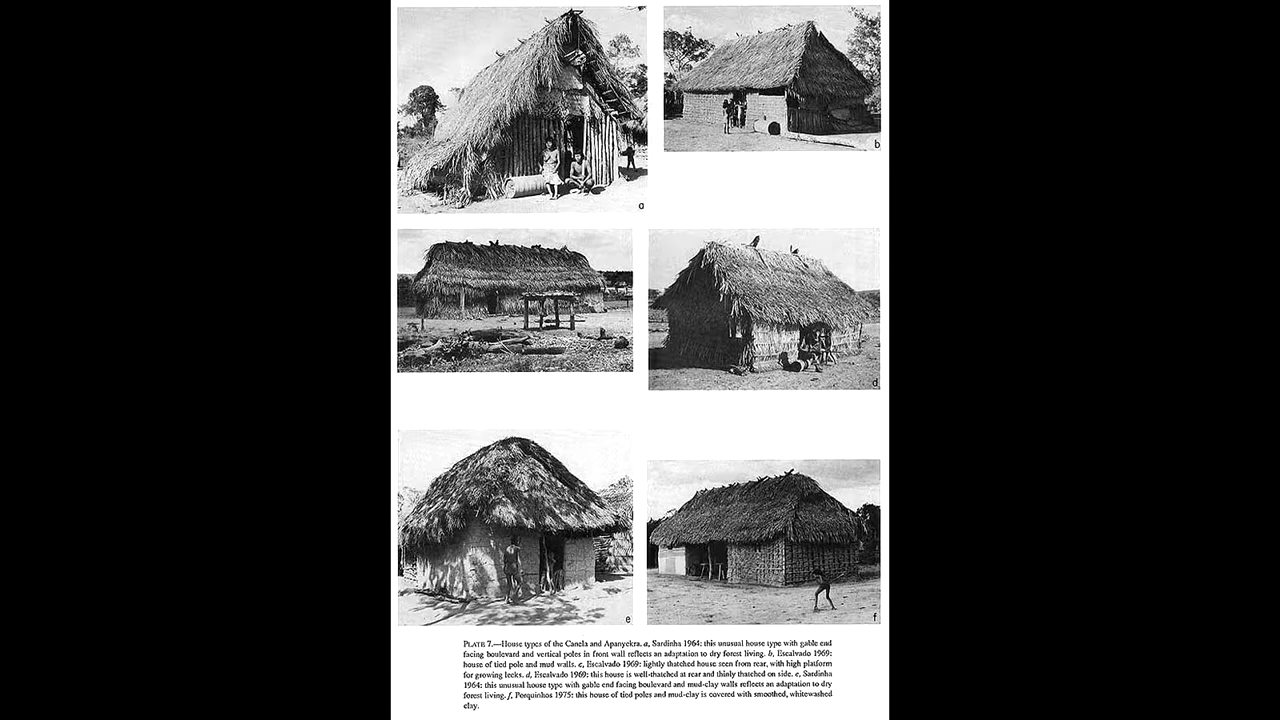 a
b
c
d
e
f
PLATE 7.—House types of the Canela and Apanyekra. a, Sardinha 1964: this unusual house type with gable end
facing boulevard and vertical poles in front wall reflects an adaptation to dry forest living. b, Escalvado 1969:
house of tied pole and mud walls. c, Escalvado 1969: lightly thatched house seen from rear, with high platform
for growing leeks. d, Escalvado 1969: this house is well-thatched at rear and thinly thatched on side. e, Sardinha
1964: this unusual house type with gable end facing boulevard and mud-clay walls reflects an adaptation to dry
forest living. f, Porquinhos 1975: this house of tied poles and mud-clay is covered with smoothed, whitewashed
clay.